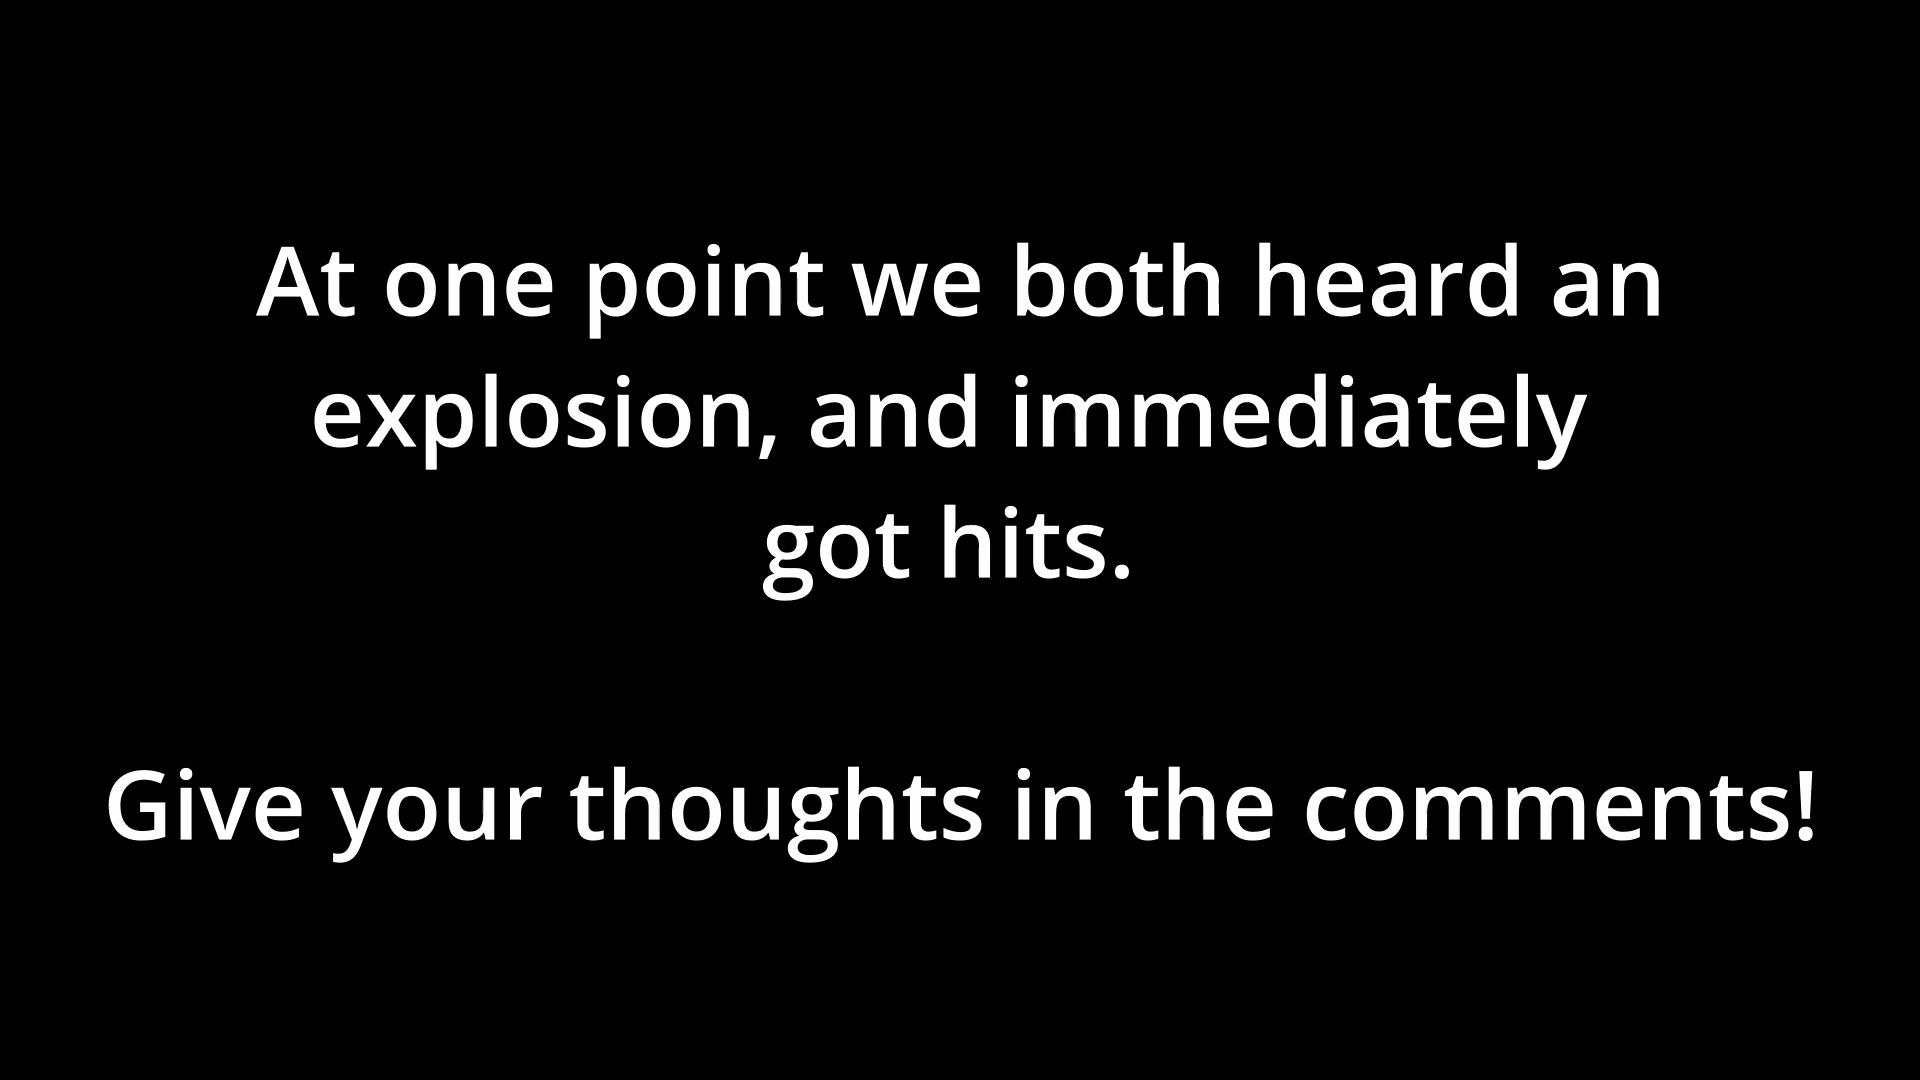 At one point we both heard an
explosion, and immediately
got hits.
Give your thoughts in the comments!